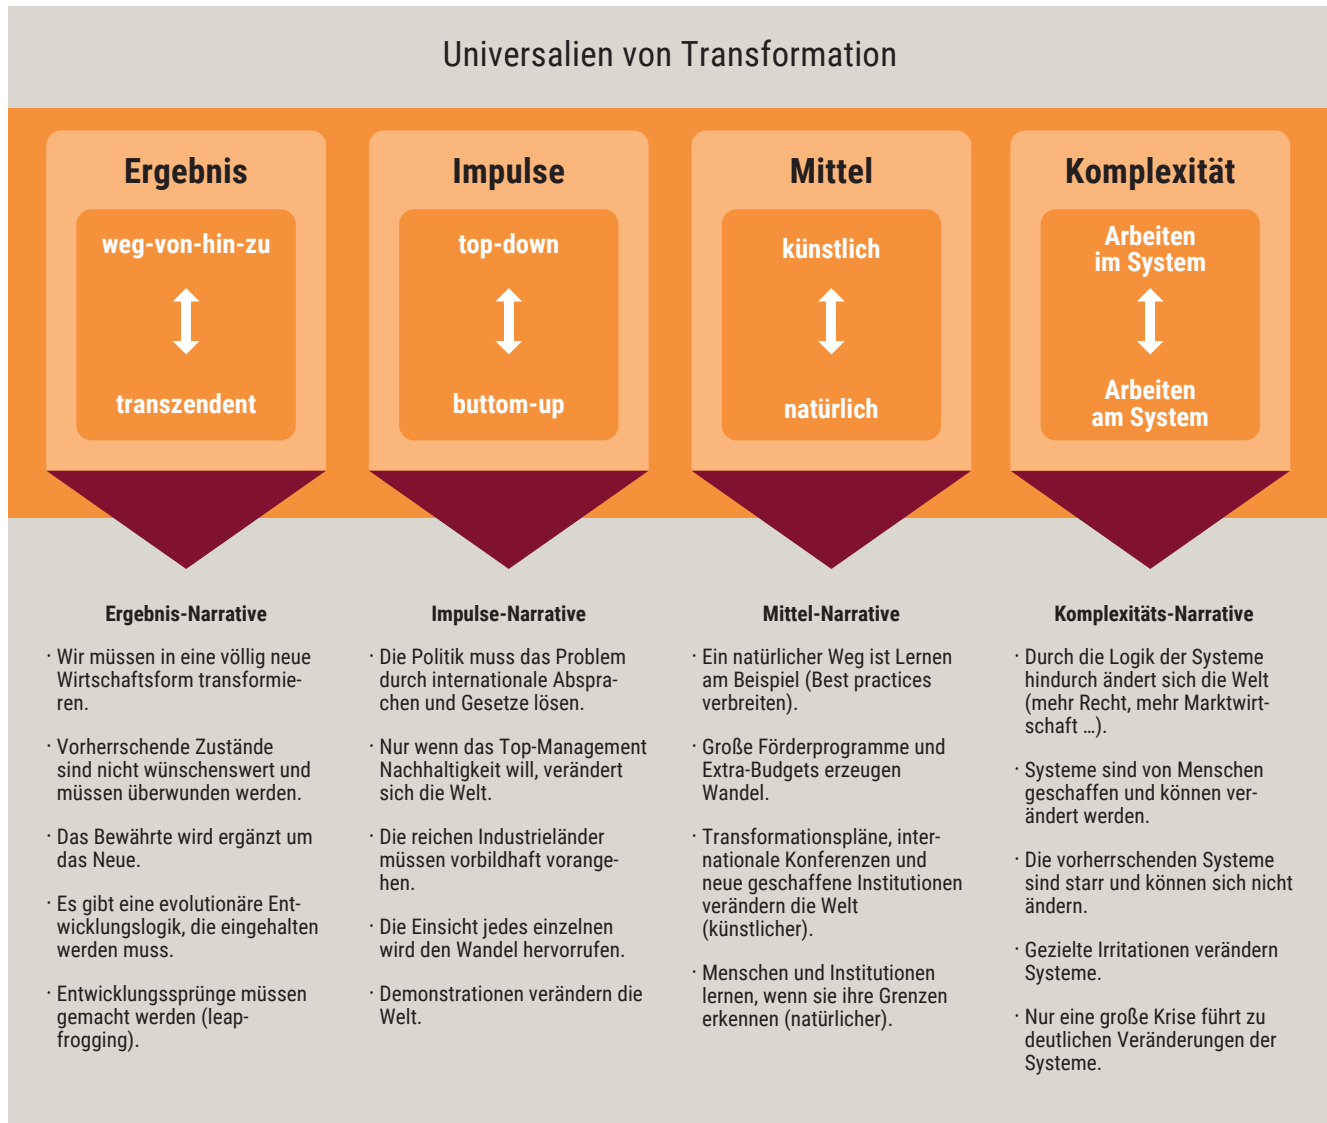 Universalien von Transformation
Ergebnis
weg-von-hin-zu
transzendent
Impulse
top-down
buttom-up
Mittel
künstlich
natürlich
Komplexität
Arbeiten
im System
Arbeiten
am System
Ergebnis-Narrative
· Wir müssen in eine völlig neue
Wirtschaftsform transformie-
ren.
· Vorherrschende Zustände
sind nicht wünschenswert und
müssen überwunden werden.
· Das Bewährte wird ergänzt um
das Neue.
· Es gibt eine evolutionäre Ent-
wicklungslogik, die eingehalten
werden muss.
· Entwicklungssprünge müssen
gemacht werden (leap-
frogging).
Impulse-Narrative
· Die Politik muss das Problem
durch internationale Abspra-
chen und Gesetze lösen.
· Nur wenn das Top-Management
Nachhaltigkeit will, verändert
sich die Welt.
· Die reichen Industrieländer
müssen vorbildhaft vorange-
hen.
· Die Einsicht jedes einzelnen
wird den Wandel hervorrufen.
· Demonstrationen verändern die
Welt.
Mittel-Narrative
· Ein natürlicher Weg ist Lernen
am Beispiel (Best practices
verbreiten).
· Große Förderprogramme und
Extra-Budgets erzeugen
Wandel.
· Transformationspläne, inter-
nationale Konferenzen und
neue geschaffene Institutionen
verändern die Welt
(künstlicher).
· Menschen und Institutionen
lernen, wenn sie ihre Grenzen
erkennen (natürlicher).
Komplexitäts-Narrative
· Durch die Logik der Systeme
hindurch ändert sich die Welt
(mehr Recht, mehr Marktwirt-
schaft …).
· Systeme sind von Menschen
geschaffen und können ver-
ändert werden.
· Die vorherrschenden Systeme
sind starr und können sich nicht
ändern.
· Gezielte Irritationen verändern
Systeme.
· Nur eine große Krise führt zu
deutlichen Veränderungen der
Systeme.